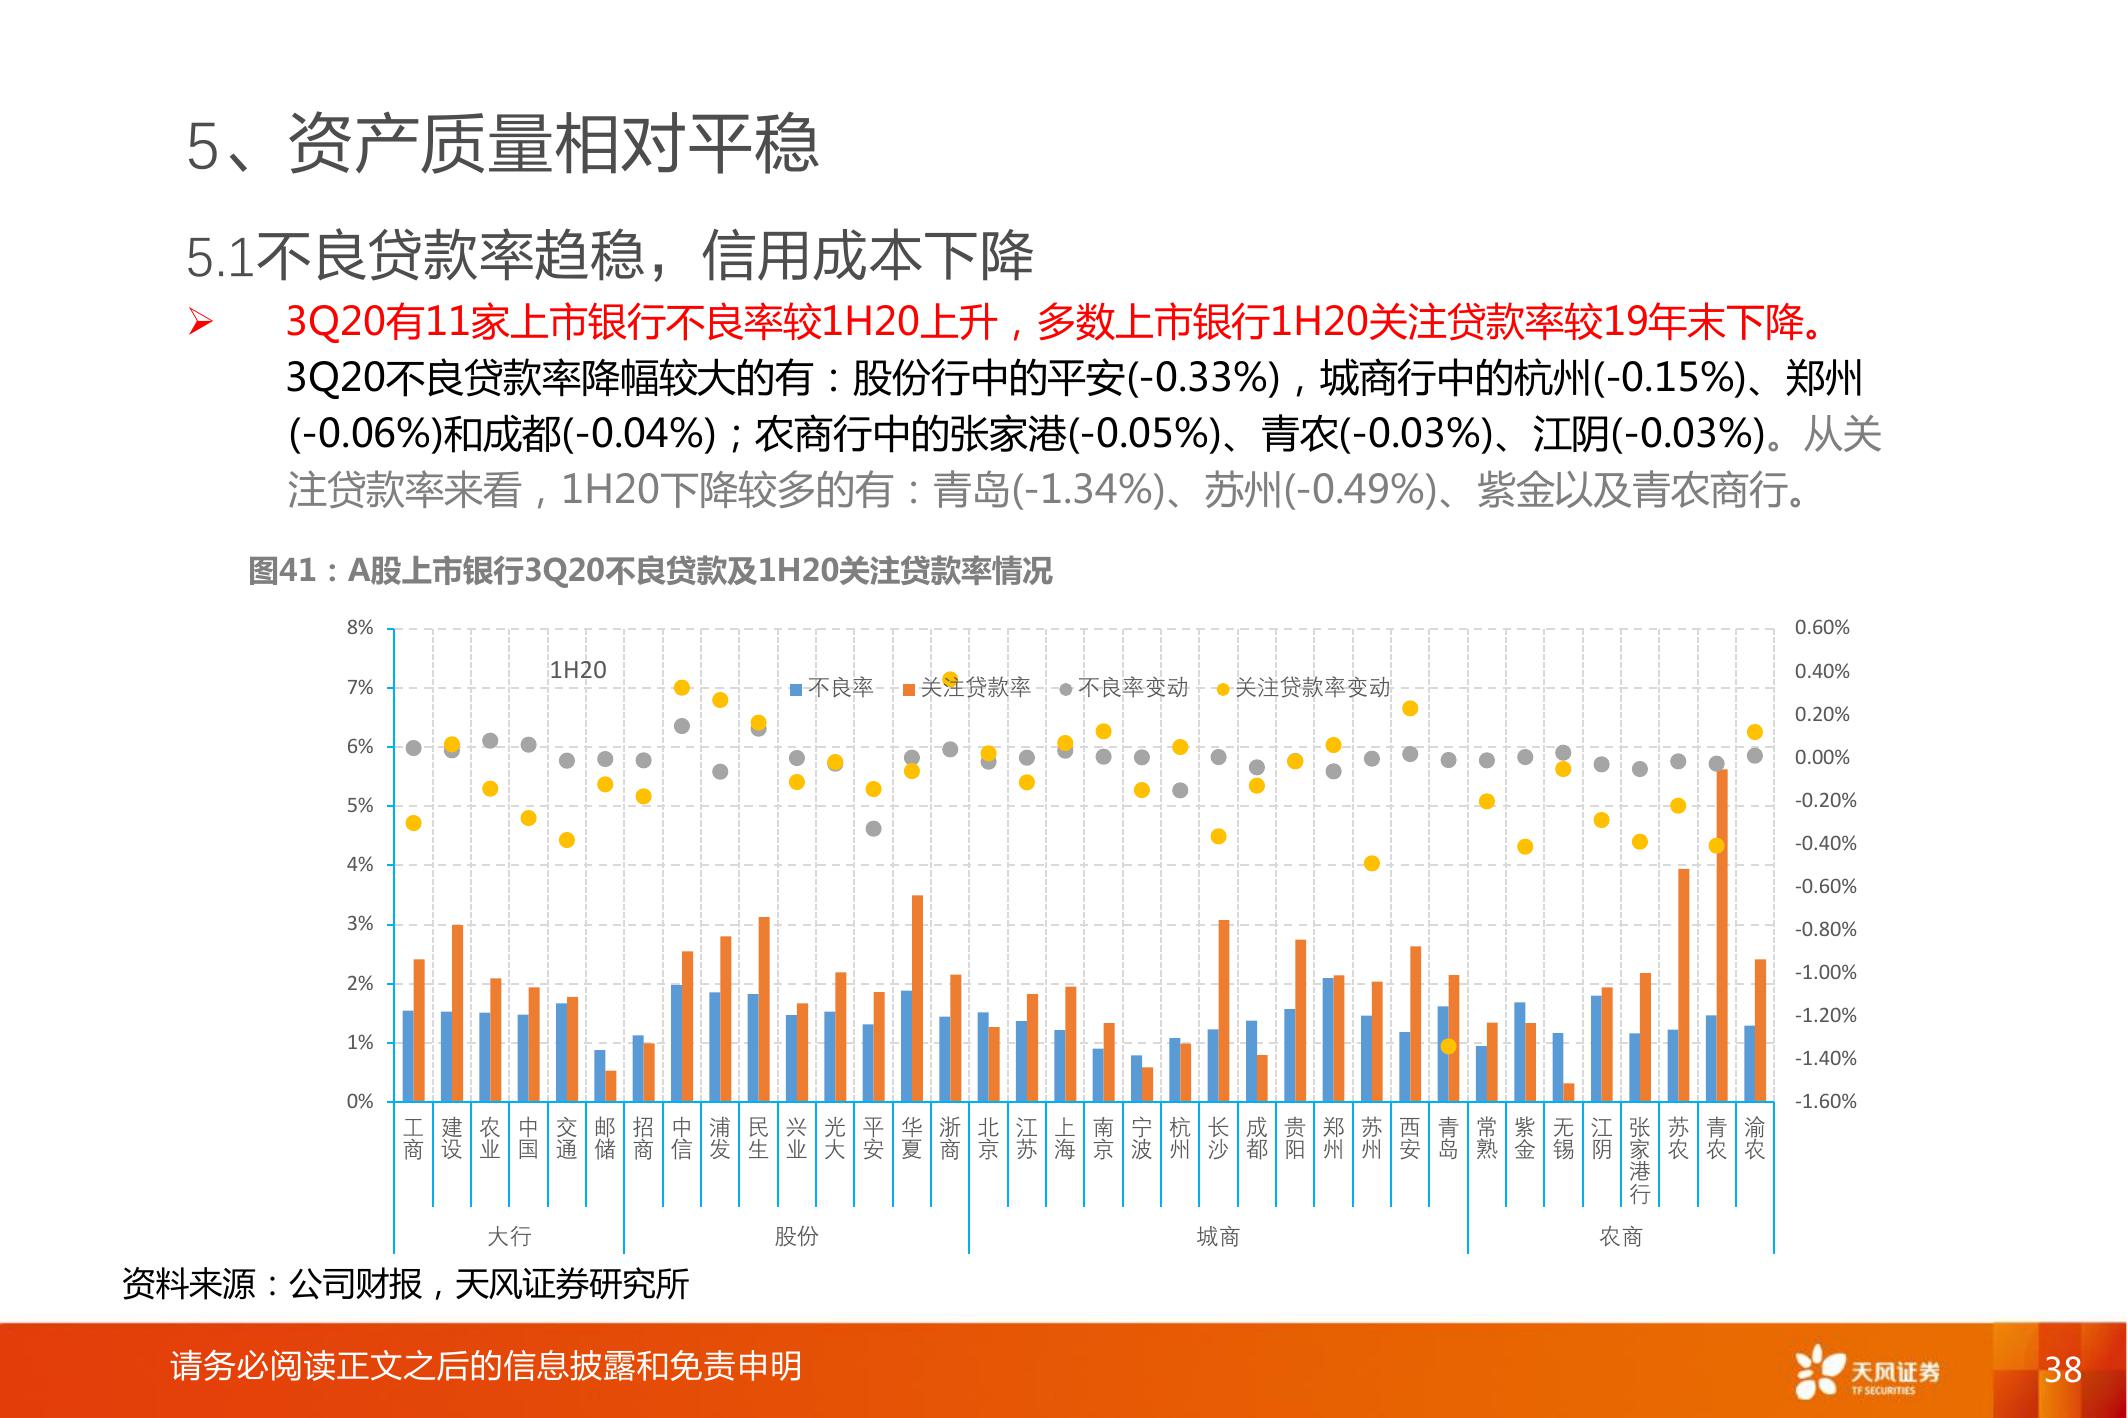 5、资产质量相对平稳
5.1不良贷款率趋稳，信用成本下降
➢ 3Q20有11家上市银行不良率较1H20上升，多数上市银行1H20关注贷款率较19年末下降。
3Q20不良贷款率降幅较大的有：股份行中的平安(-0.33%)，城商行中的杭州(-0.15%)、郑州
(-0.06%)和成都(-0.04%)；农商行中的张家港(-0.05%)、青农(-0.03%)、江阴(-0.03%)。从关
注贷款率来看，1H20下降较多的有：青岛(-1.34%)、苏州(-0.49%)、紫金以及青农商行。
图41：A股上市银行3Q20不良贷款及1H20关注贷款率情况
8%
7%
6%
5%
4%
3%
2%
1%
0%
1H20
不良率 关注贷款率 不良率变动 关注贷款率变动
0.60%
0.40%
0.20%
0.00%
-0.20%
-0.40%
-0.60%
-0.80%
-1.00%
-1.20%
-1.40%
-1.60%
工商 建设 农业 中国 交通 邮储 招商 中信 浦发 民生 兴业 光大 平安 华夏 浙商 北京 江苏 上海 南京 宁波 杭州 长沙 成都 贵阳 郑州 苏州 西安 青岛 常熟 紫金 无锡 江阴 张家港行 苏农 青农 渝农
大行 股份 城商 农商
资料来源：公司财报，天风证券研究所
请务必阅读正文之后的信息披露和免责申明
天风证券
TF SECURITIES
38